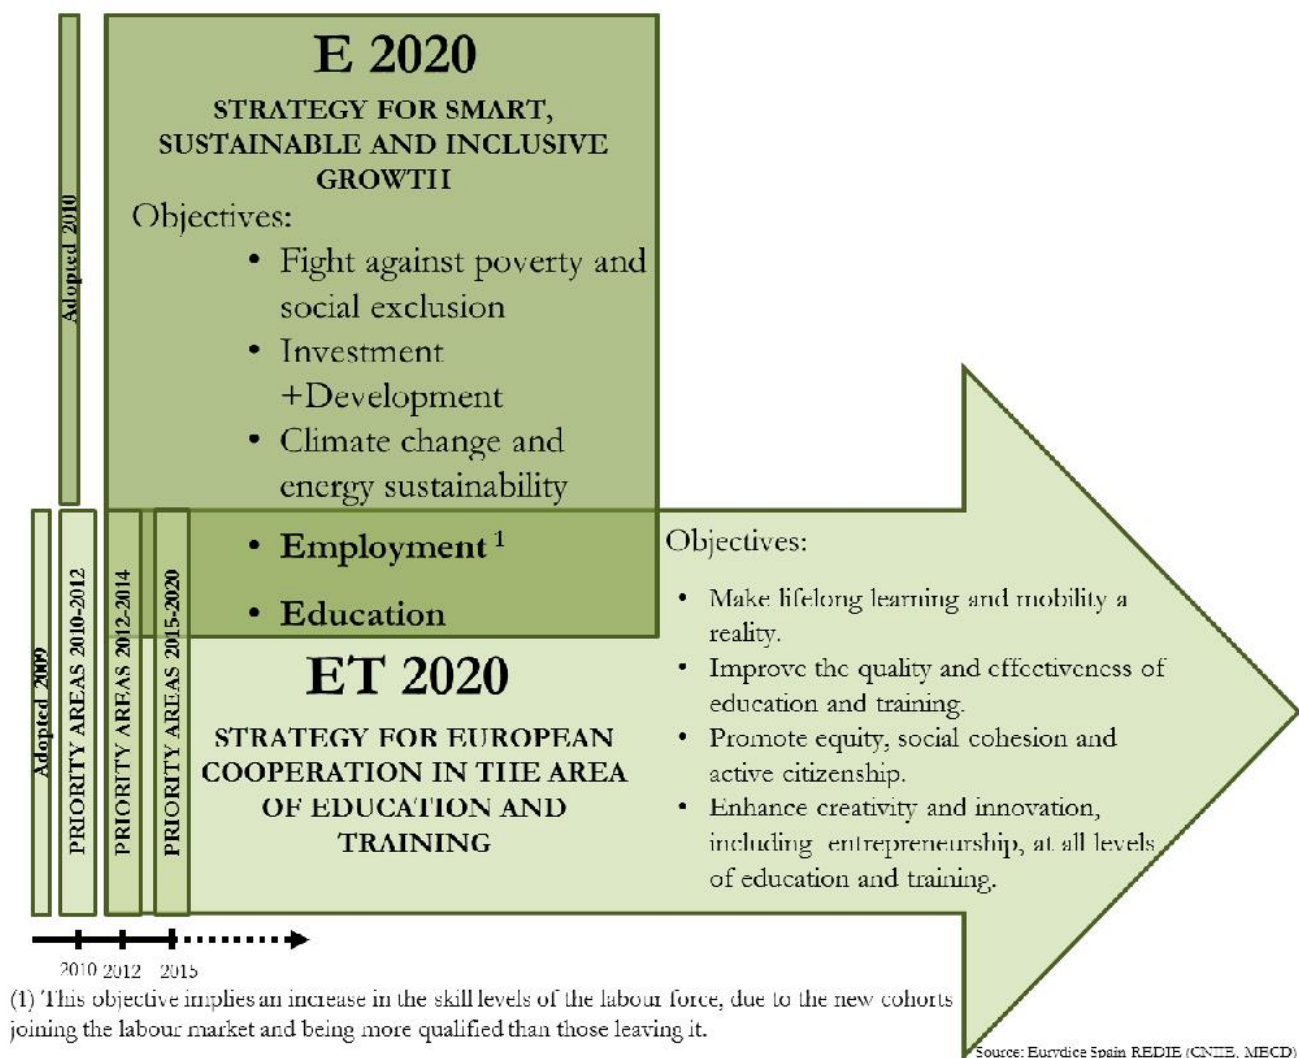 E 2020
STRATEGY FOR SMART,
SUSTAINABLE AND INCLUSIVE
GROWTH
Objectives:
• Fight against poverty and
social exclusion
• Investment
+Development
• Climate change and
energy sustainability
• Employment 1
• Education
Adopted 2010
Adopted 2009
PRIORITY AREAS 2010-2012
PRIORITY AREAS 2012-2014
PRIORITY AREAS 2015-2020
ET 2020
STRATEGY FOR EUROPEAN
COOPERATION IN THE AREA
OF EDUCATION AND
TRAINING
Objectives:
• Make lifelong learning and mobility a
reality.
• Improve the quality and effectiveness of
education and training.
• Promote equity, social cohesion and
active citizenship.
• Enhance creativity and innovation,
including entrepreneurship, at all levels
of education and training.
2010 2012 2015
(1) This objective implies an increase in the skill levels of the labour force, due to the new cohorts
joining the labour market and being more qualified than those leaving it.
Source: Eurydice Spain REDIE (CNIIE, MECD)